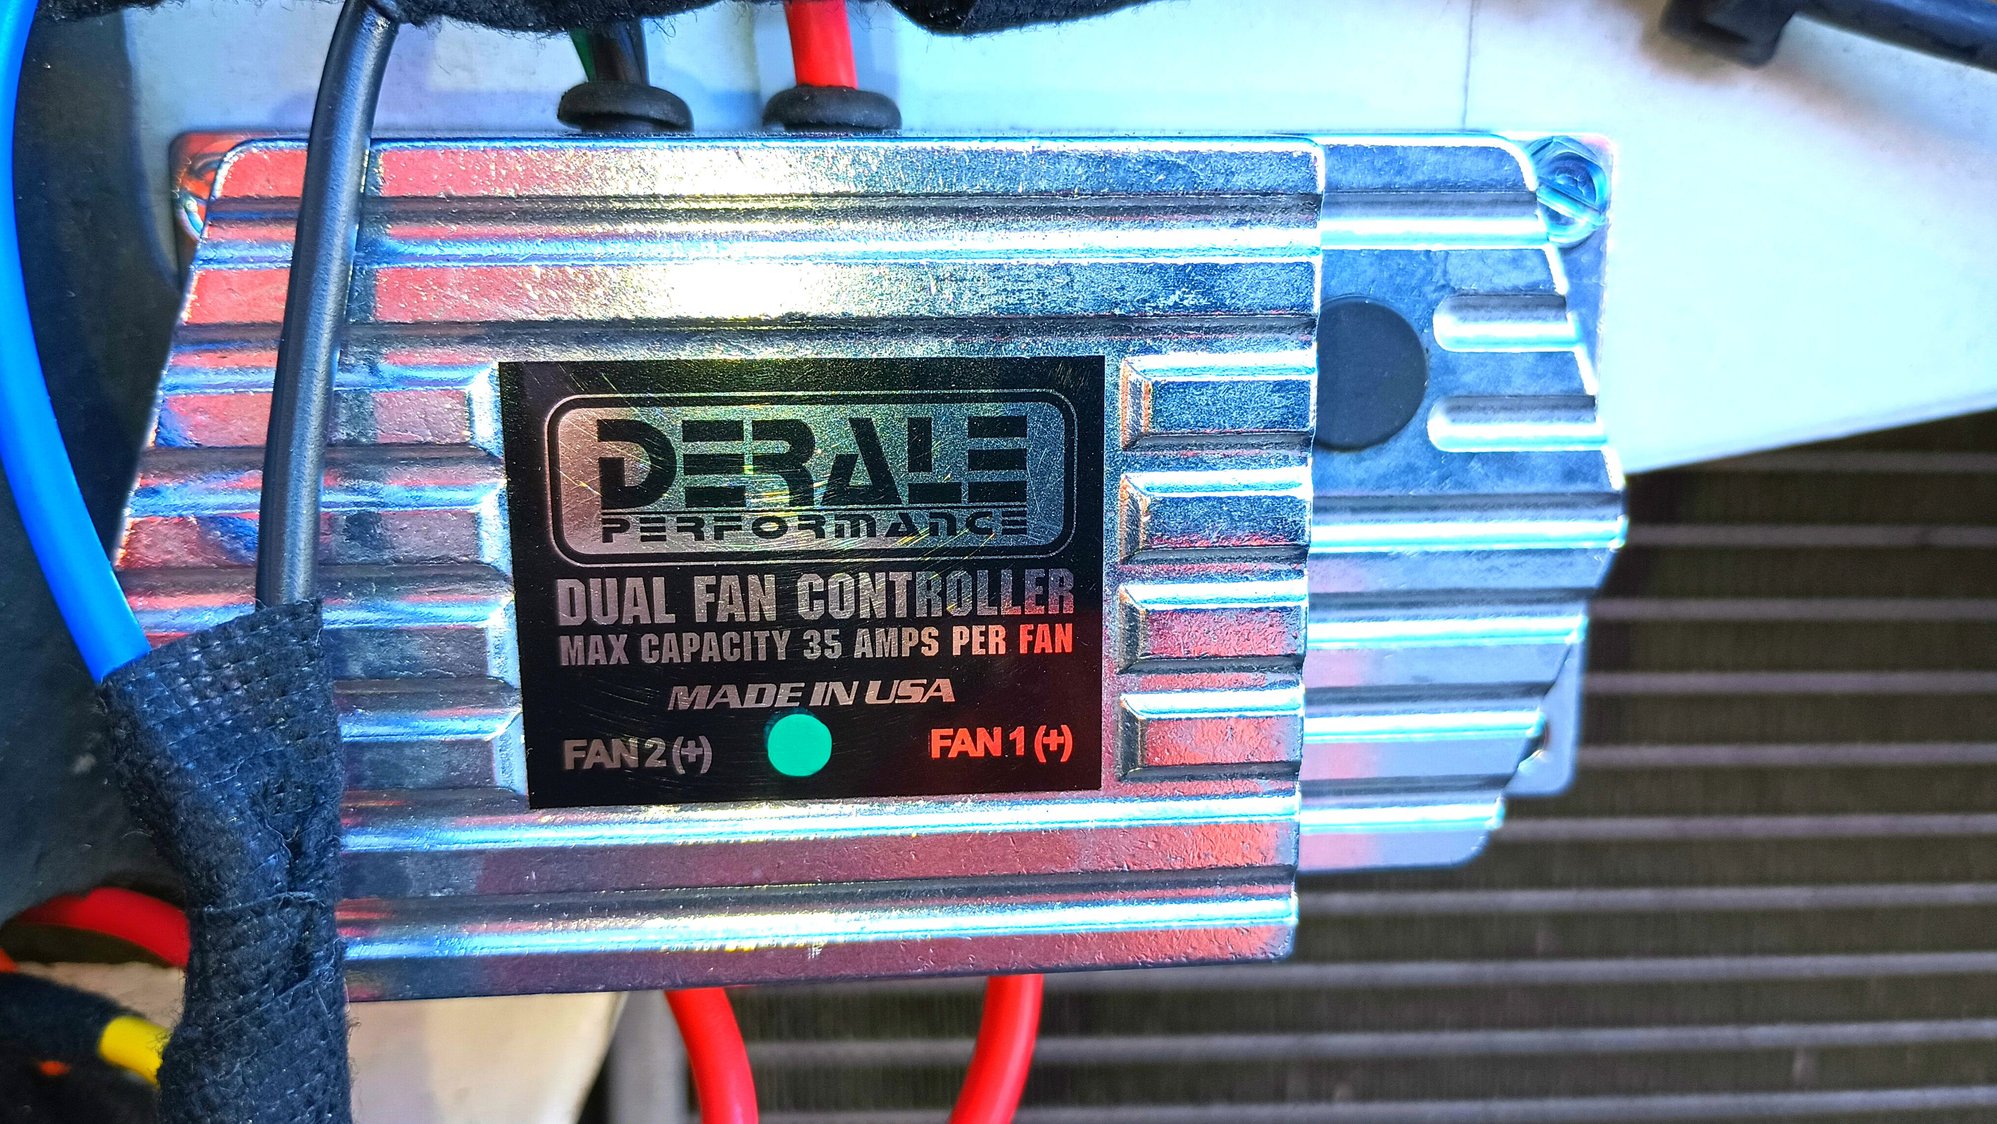 DERALE
PERFORMANCE
DUAL FAN CONTROLLER
MAX CAPACITY 35 AMPS PER FAN
MADE IN USA
FAN 2 (+) FAN 1 (+)